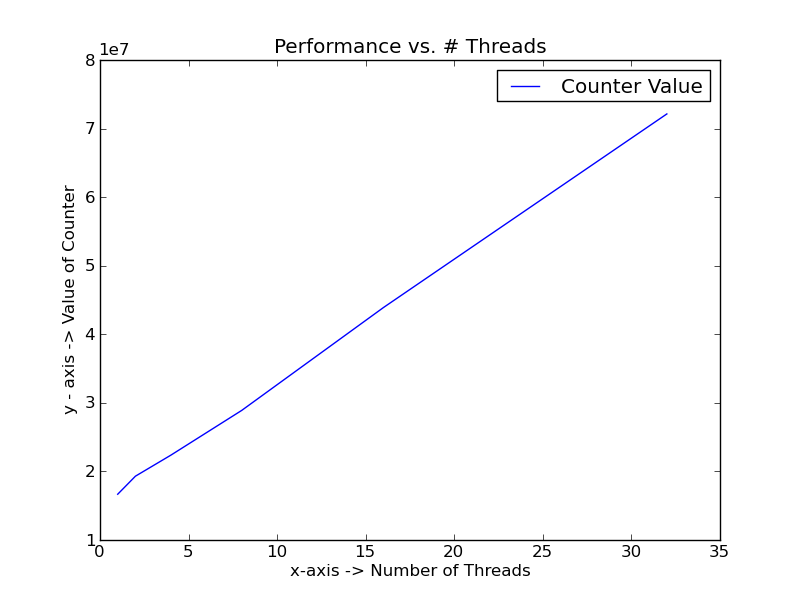 Performance vs. # Threads
1e7
Counter Value
8
7
6
5
4
3
2
1
y - axis -> Value of Counter
0 5 10 15 20 25 30 35
x-axis -> Number of Threads